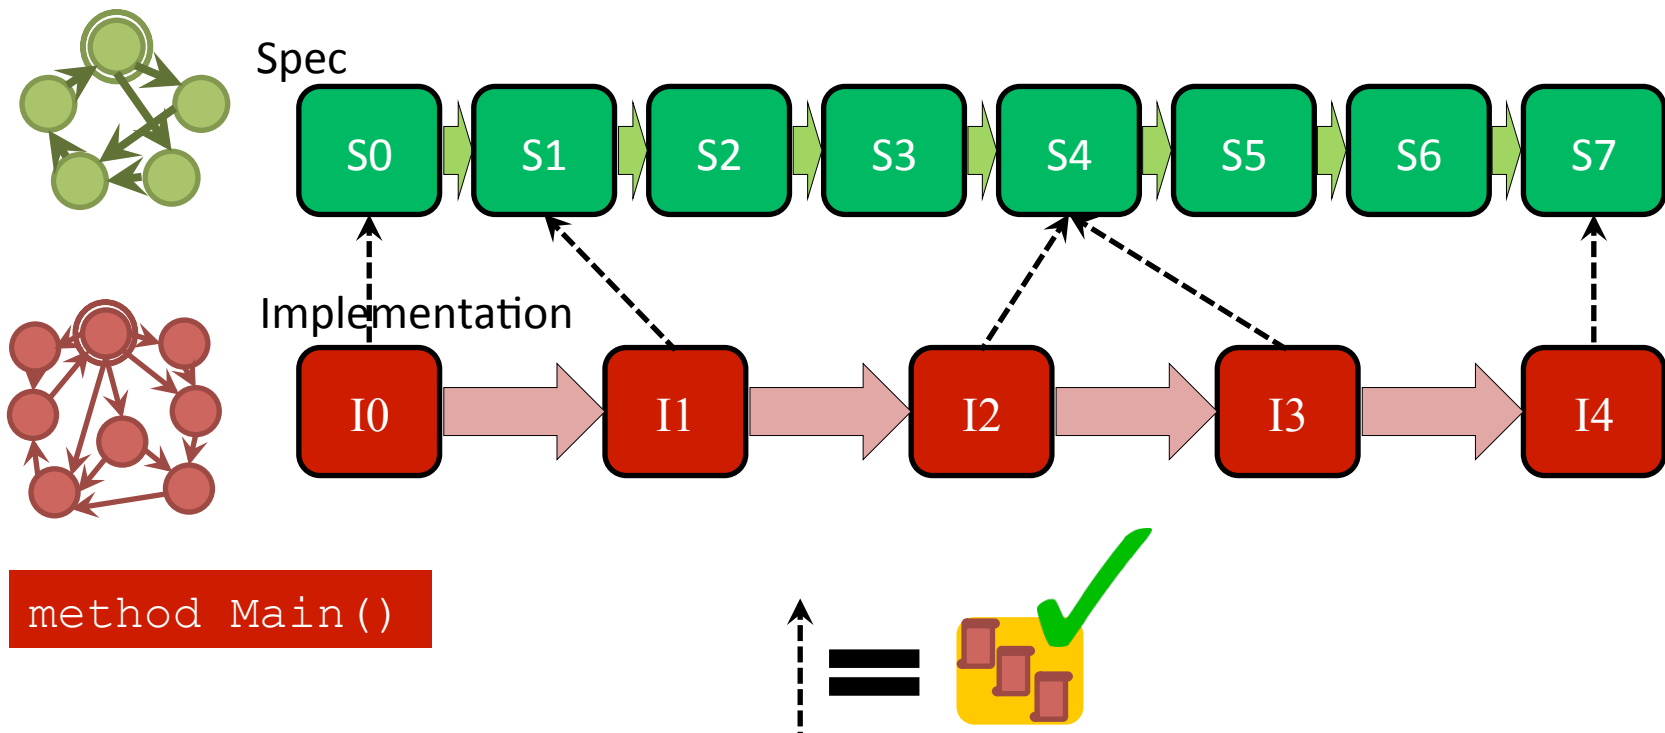 Spec
S0 S1 S2 S3 S4 S5 S6 S7
Implementation
I0 I1 I2 I3 I4
method Main()